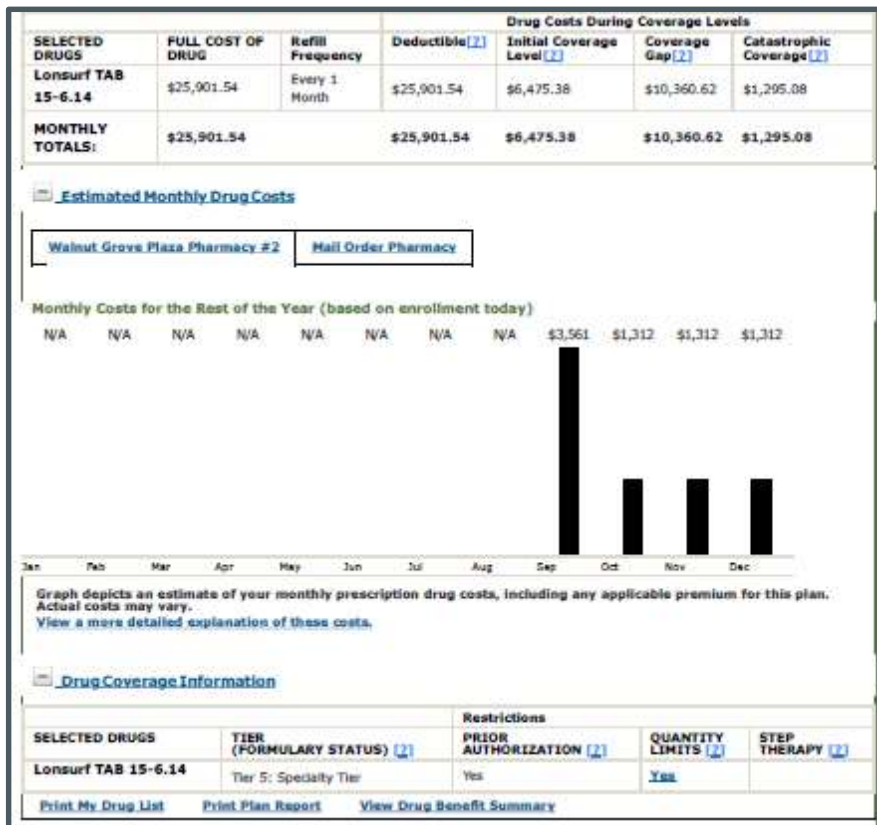 Drug Costs During Coverage Levels
SELECTED DRUGS FULL COST OF DRUG Refill Frequency Deductible[?] Initial Coverage Level[?] Coverage Gap[?] Catastrophic Coverage[?]
Lonsurf TAB 15-6.14 $25,901.54 Every 1 Month $25,901.54 $6,475.38 $10,360.62 $1,295.08
MONTHLY TOTALS: $25,901.54 $25,901.54 $6,475.38 $10,360.62 $1,295.08
Estimated Monthly Drug Costs
Walnut Grove Plaza Pharmacy #2 Mail Order Pharmacy
Monthly Costs for the Rest of the Year (based on enrollment today)
N/A N/A N/A N/A N/A N/A N/A N/A $3,561 $1,312 $1,312 $1,312
Jan Feb Mar Apr May Jun Jul Aug Sep Oct Nov Dec
Graph depicts an estimate of your monthly prescription drug costs, including any applicable premium for this plan.
Actual costs may vary.
View a more detailed explanation of these costs.
Drug Coverage Information
Restrictions
SELECTED DRUGS TIER (FORMULARY STATUS) [?] PRIOR AUTHORIZATION [?] QUANTITY LIMITS [?] STEP THERAPY [?]
Lonsurf TAB 15-6.14 Tier 5: Specialty Tier Yes Yes
Print My Drug List Print Plan Report View Drug Benefit Summary